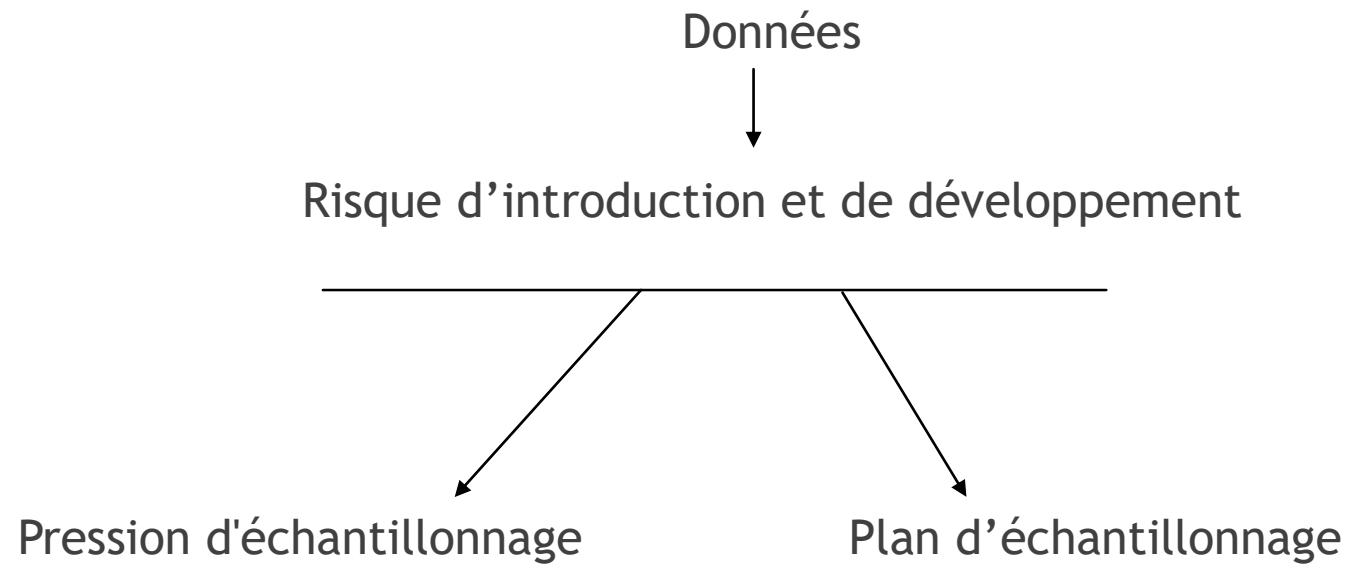 Données
Risque d’introduction et de développement
Pression d'échantillonnage
Plan d’échantillonnage